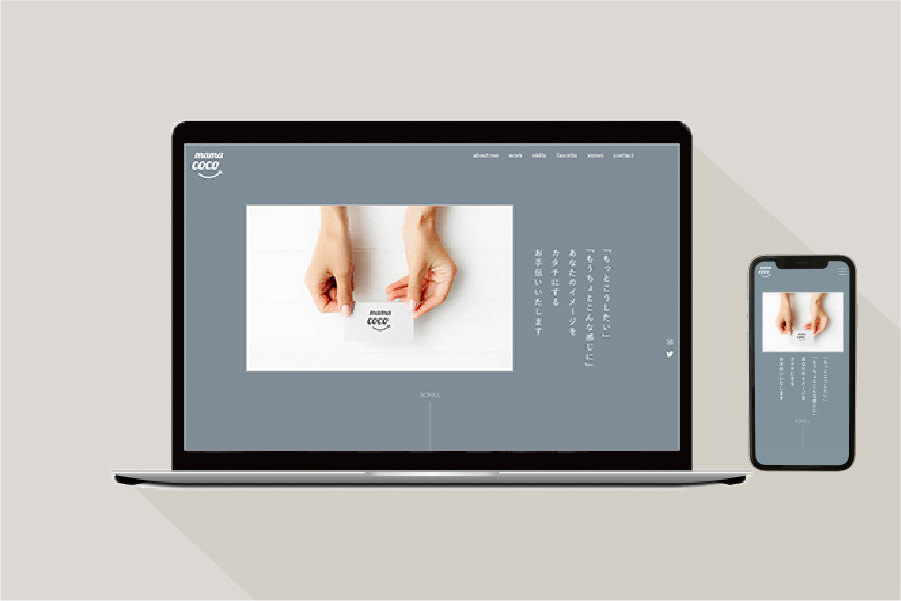 mama
coco
about me work skills favorite vision contact
mama
coco
「もっとこうしたい」
「もうちょっとこんな感じに」
あなたのイメージを
カタチにする
お手伝いいたします
SCROLL
mama
coco
mama
coco
「もっとこうしたい」
「もうちょっとこんな感じに」
あなたのイメージを
カタチにする
お手伝いいたします
SCROLL